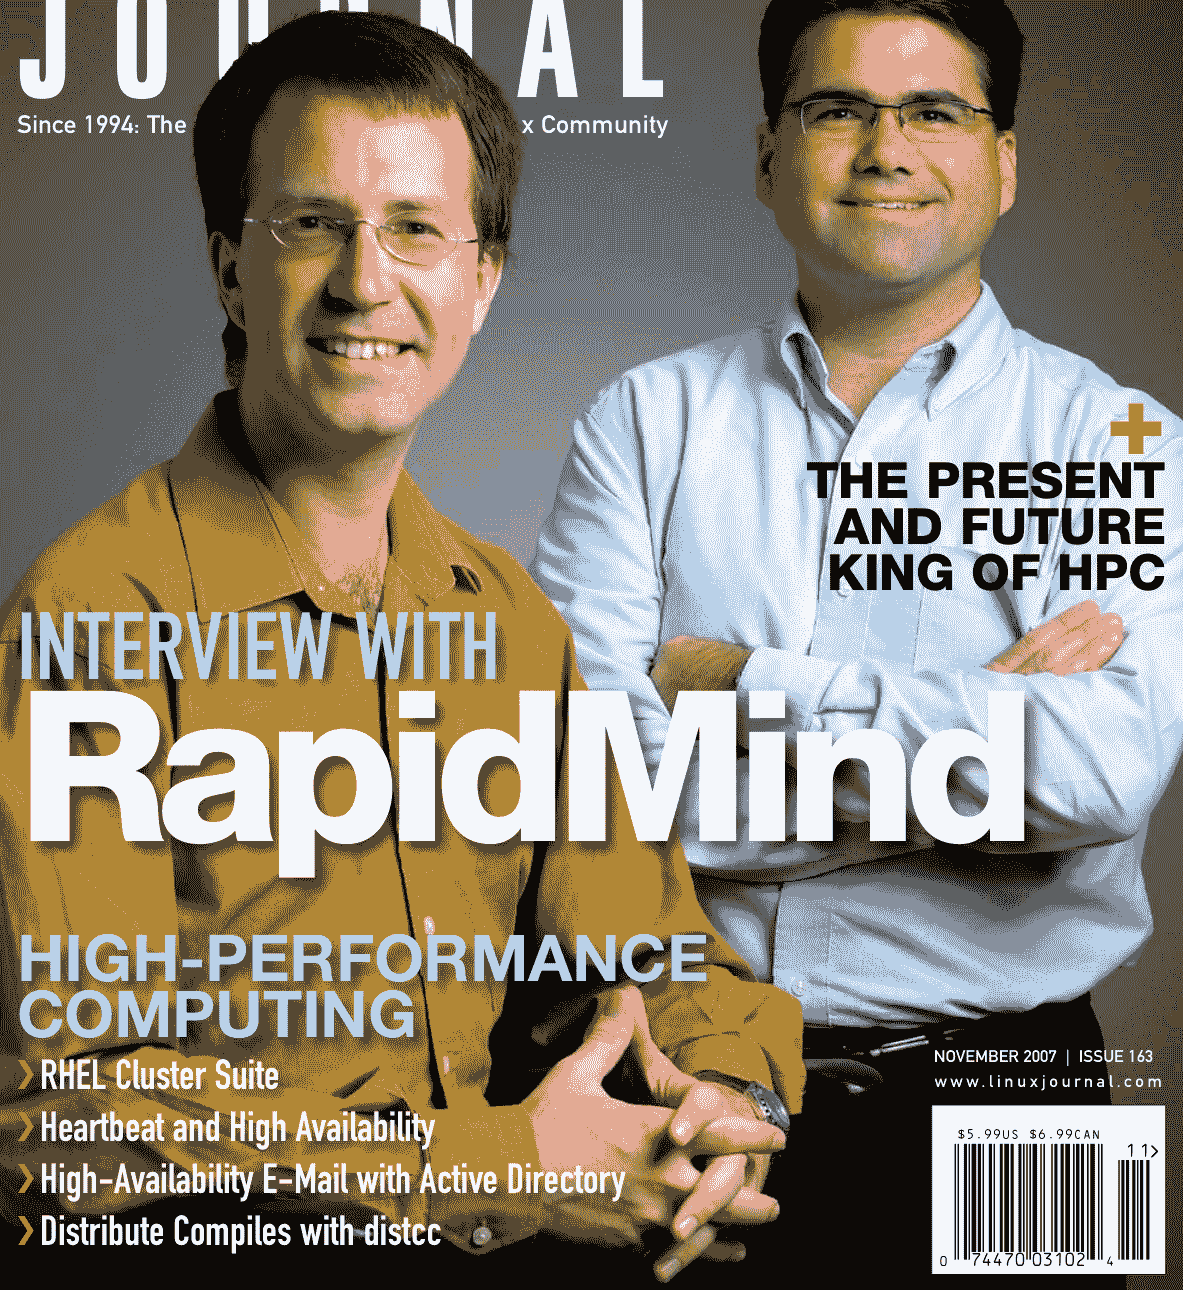 JOURNAL
Since 1994: The x Community
+
THE PRESENT
AND FUTURE
KING OF HPC
INTERVIEW WITH
RapidMind
HIGH-PERFORMANCE
COMPUTING
› RHEL Cluster Suite
› Heartbeat and High Availability
› High-Availability E-Mail with Active Directory
› Distribute Compiles with distcc
NOVEMBER 2007 | ISSUE 163
www.linuxjournal.com
$5.99US $6.99CAN
11>
0 74470 03102 4